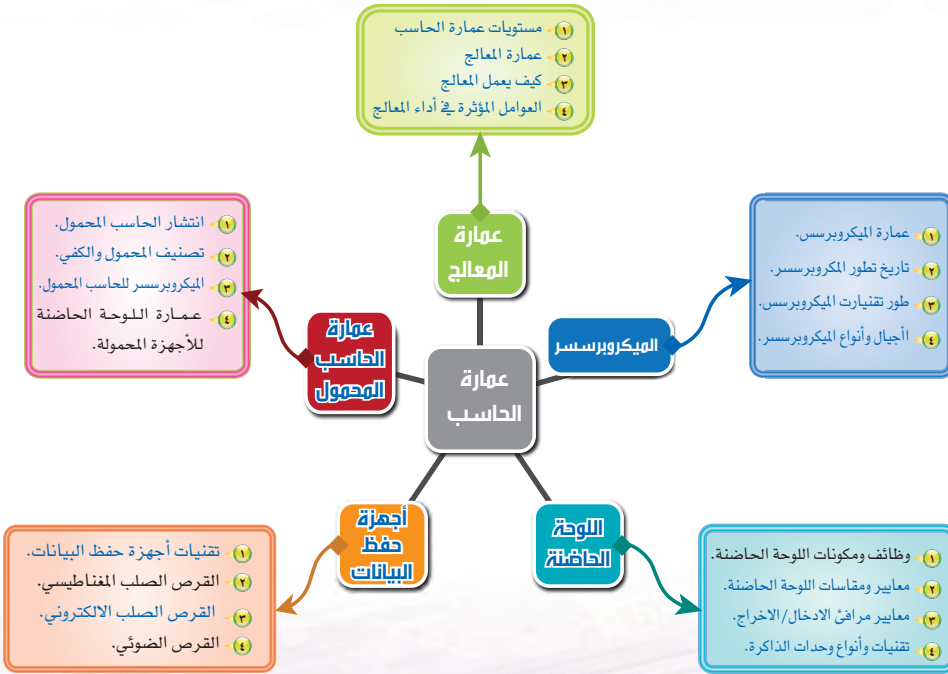 ١ مستويات عمارة الحاسب
٢ عمارة المعالج
٣ كيف يعمل المعالج
٤ العوامل المؤثرة في أداء المعالج
عمارة
المعالج
١ عمارة الميكروبرسس.
٢ تاريخ تطور المكروبرسسر.
٣ طور تقنيارت الميكروبرسس.
٤ اأجيال وأنواع الميكروبرسسر.
الميكروبرسسر
١ انتشار الحاسب المحمول.
٢ تصنيف المحمول والكفي.
٣ الميكروبرسسر للحاسب المحمول.
٤ عمارة اللوحة الحاضنة
للأجهزة المحمولة.
عمارة
الحاسب
المحمول
عمارة
الحاسب
اللوحة
الحاضنة
١ وظائف ومكونات اللوحة الحاضنة.
٢ معايير ومقاسات اللوحة الحاضنة.
٣ معايير مرافئ الادخال/الاخراج.
٤ تقنيات وأنواع وحدات الذاكرة.
أجهزة
حفظ
البيانات
١ تقنيات أجهزة حفظ البيانات.
٢ القرص الصلب المغناطيسي.
٣ القرص الصلب الالكتروني.
٤ القرص الضوئي.